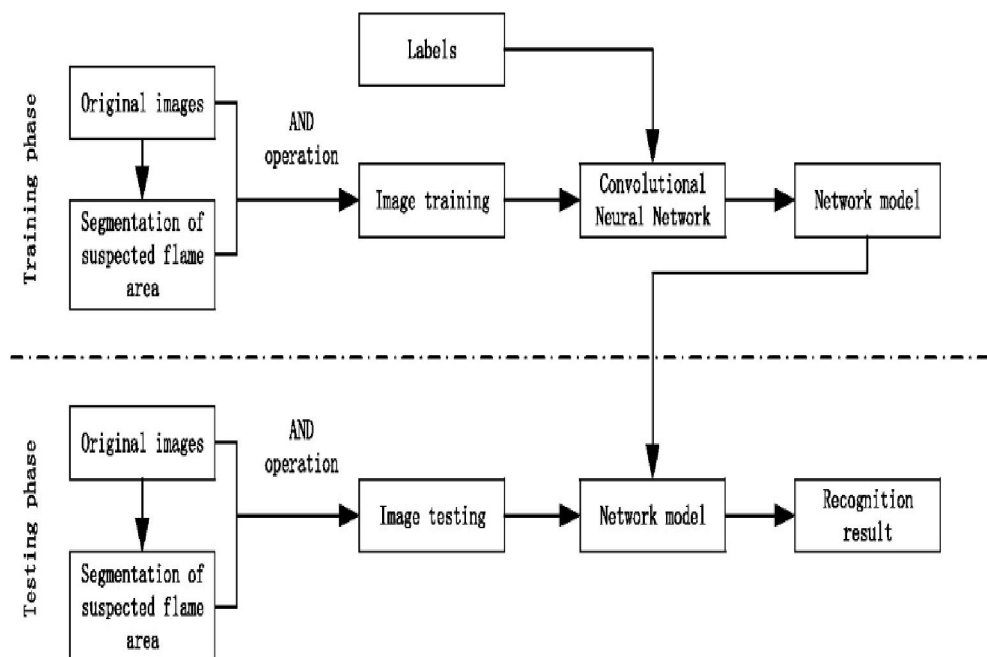 Training phase
Labels
Original images
AND
operation
Segmentation of
suspected flame
area
Image training
Convolutional
Neural Network
Network model
Testing phase
Original images
AND
operation
Segmentation of
suspected flame
area
Image testing
Network model
Recognition
result